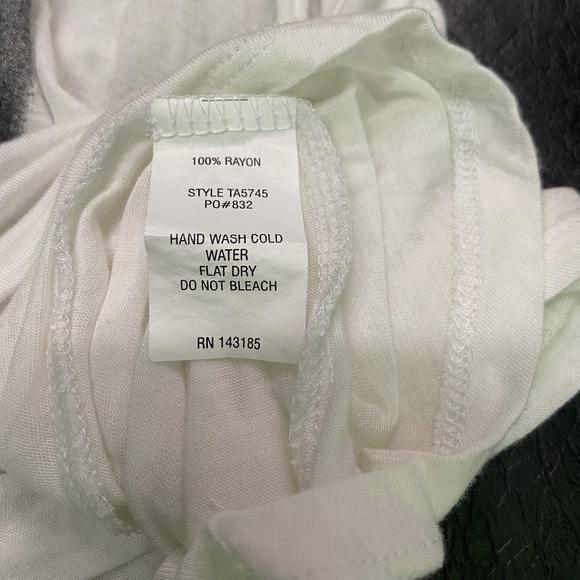 100% RAYON
STYLE TA5745
PO#832
HAND WASH COLD
WATER
FLAT DRY
DO NOT BLEACH
RN 143185